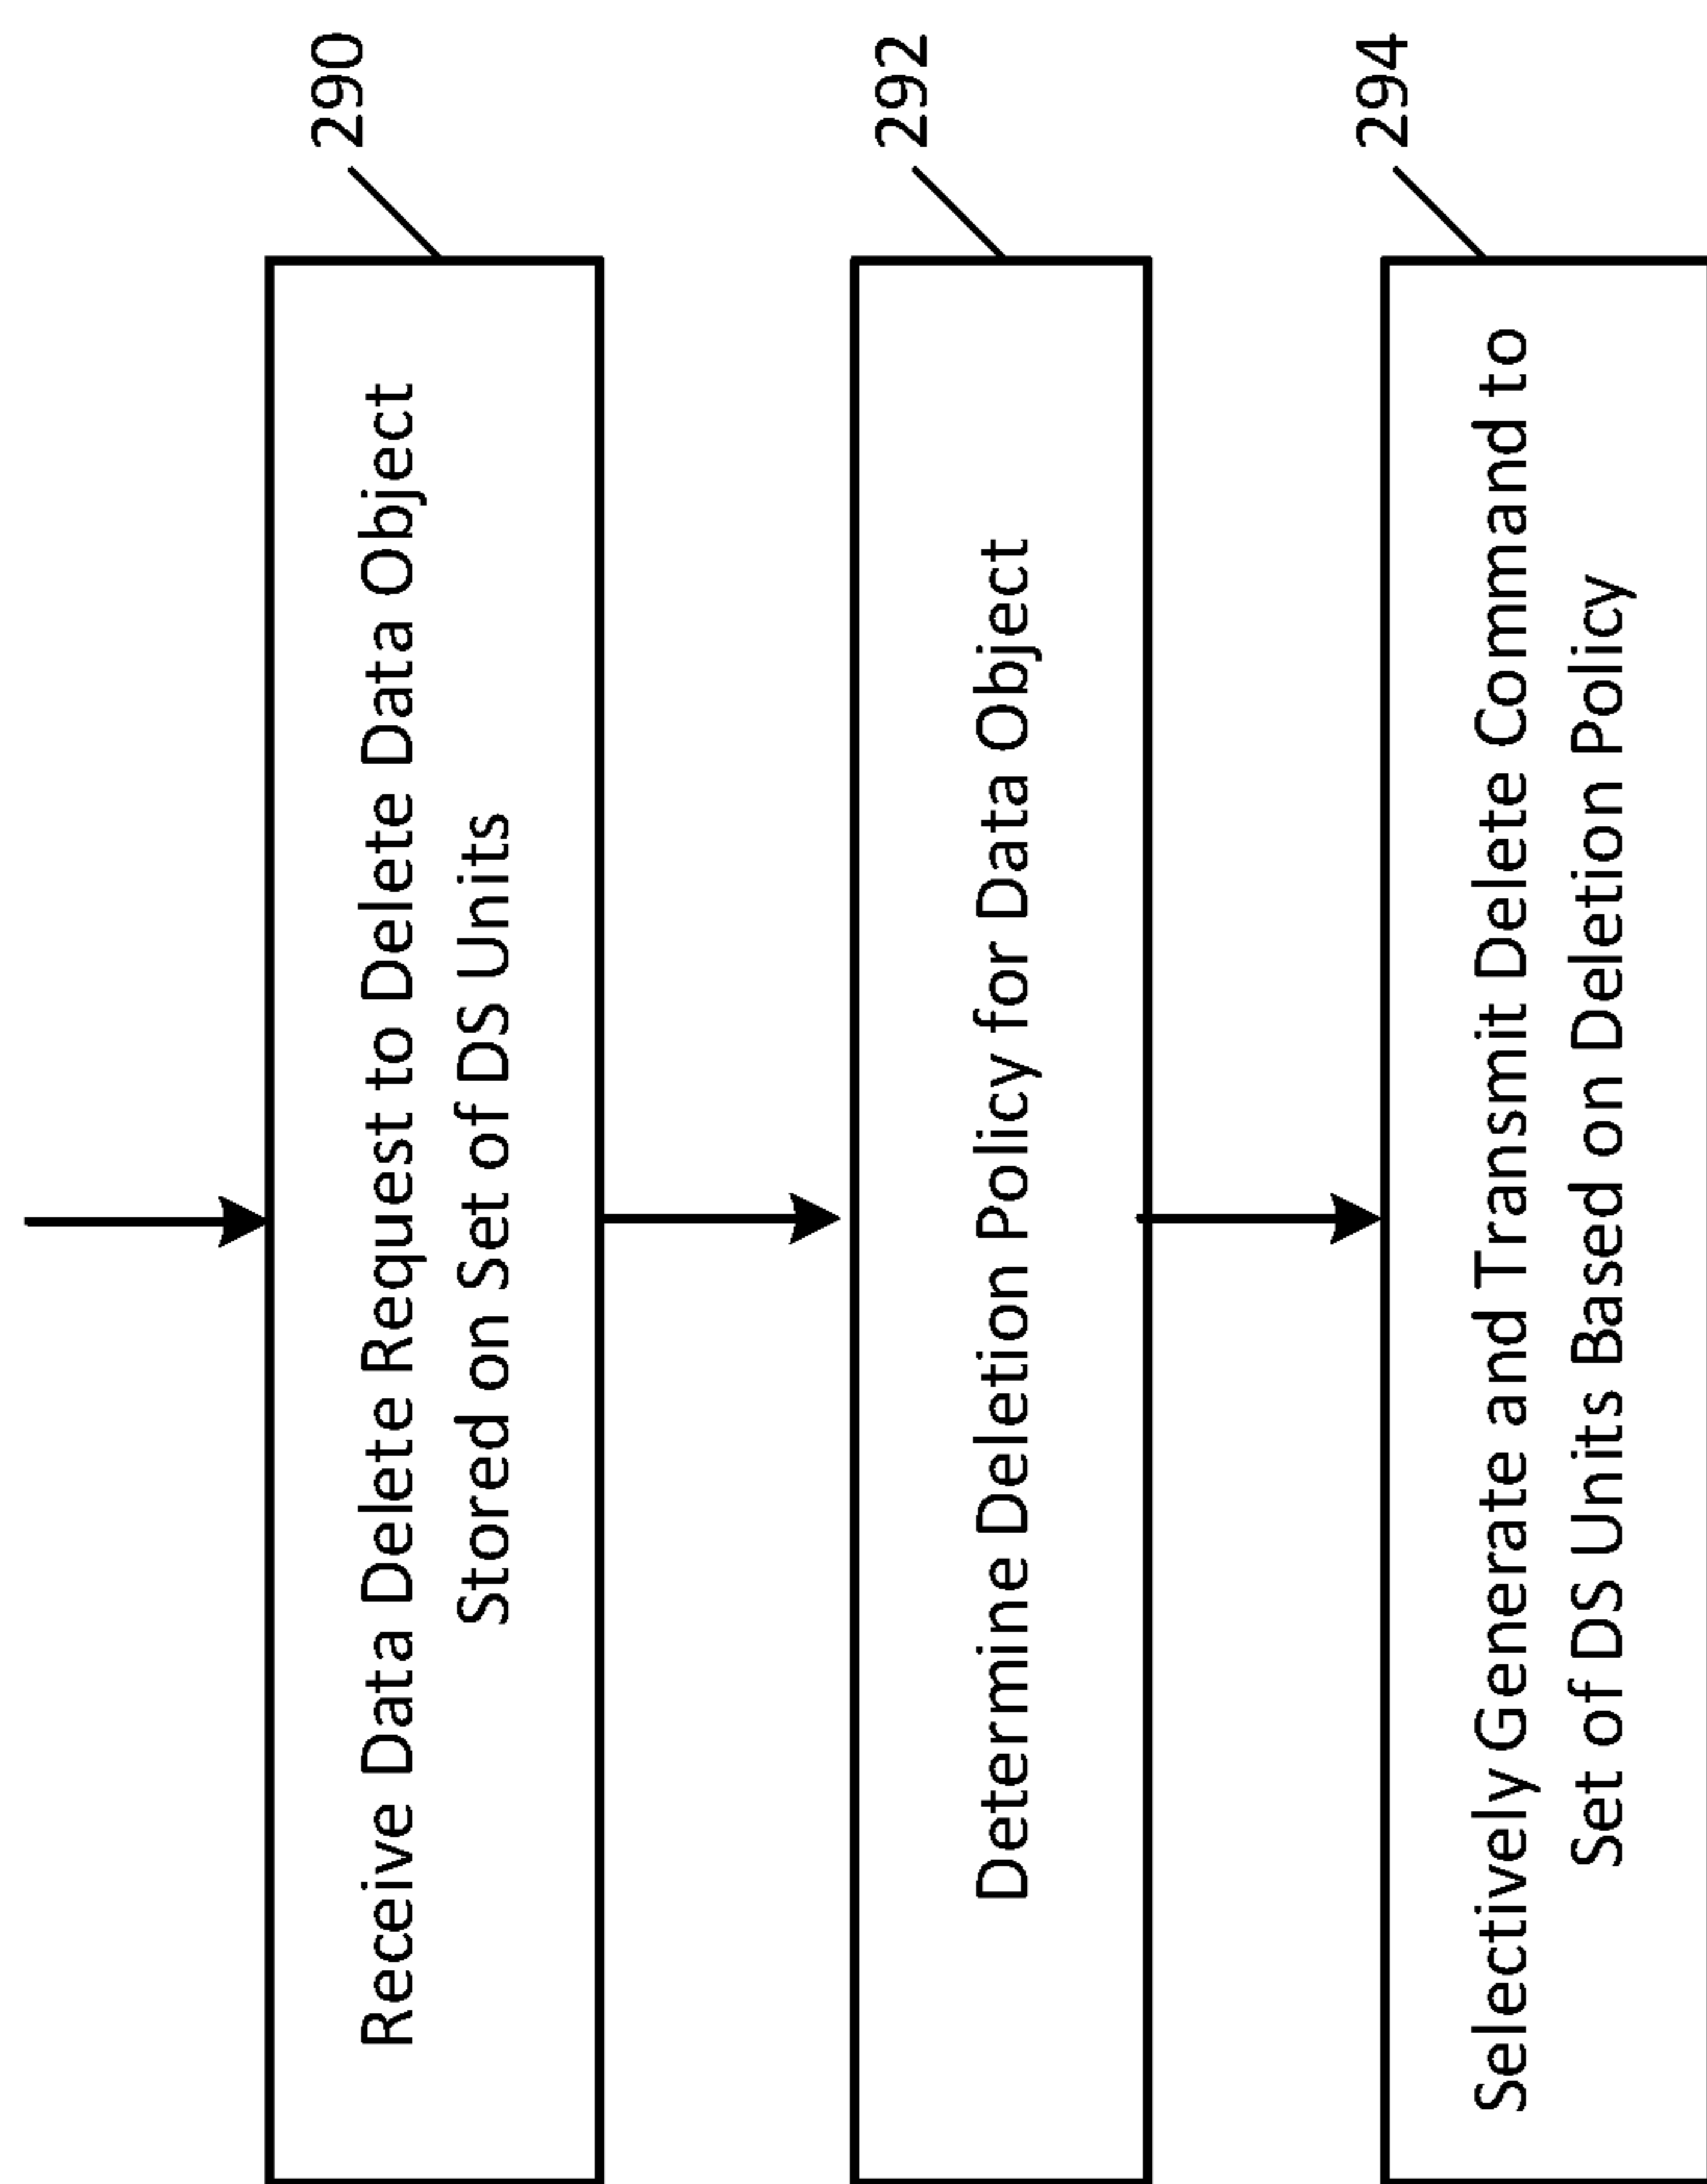 290
Receive Data Delete Request to Delete Data Object
Stored on Set of DS Units
292
Determine Deletion Policy for Data Object
294
Selectively Generate and Transmit Delete Command to
Set of DS Units Based on Deletion Policy